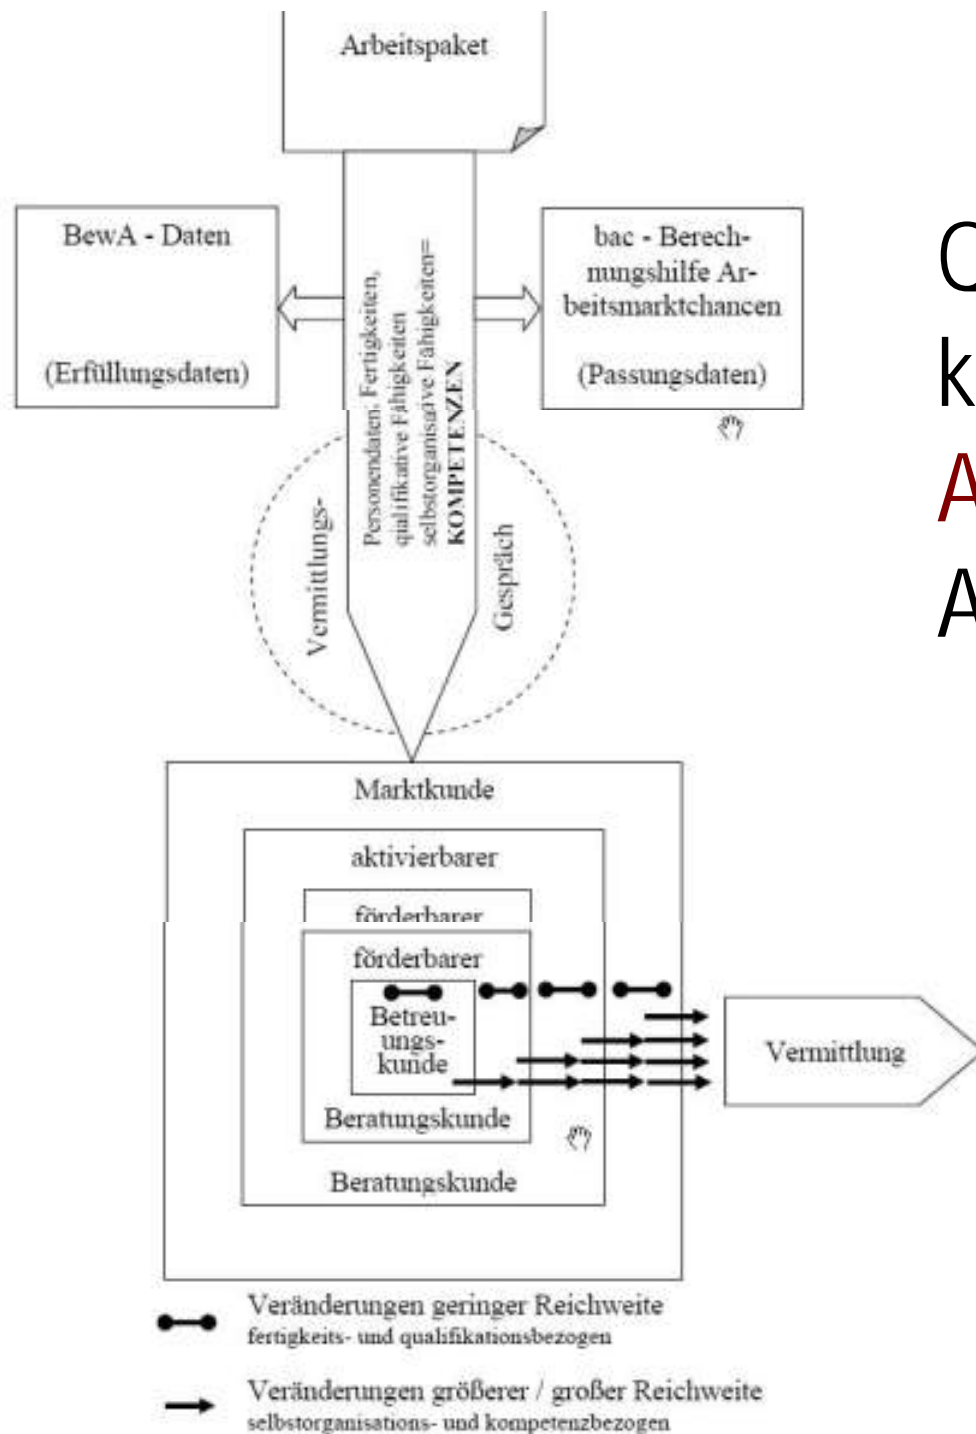 Arbeitspaket
BewA - Daten
(Erfüllungsdaten)
Personendaten, Fertigkeiten,
qualifikative Fähigkeiten
selbstorganisative Fähigkeiten=
KOMPETENZEN
bac - Berech-
nungshilfe Ar-
beitsmarktchancen
(Passungsdaten)
Vermittlungs-
Gespräch
Marktkunde
aktivierbarer
förderbarer
förderbarer
Betreu-
ungs-
kunde
Beratungskunde
Beratungskunde
Vermittlung
Veränderungen geringer Reichweite
fertigkeits- und qualifikationsbezogen
Veränderungen größerer / großer Reichweite
selbstorganisations- und kompetenzbezogen
k
A
A